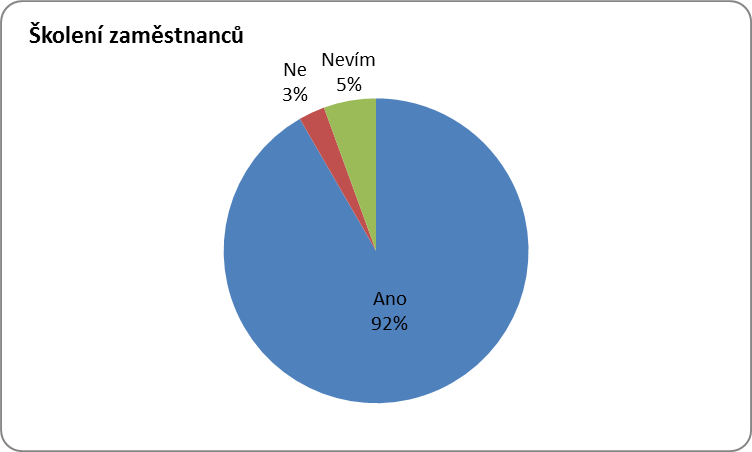 Školení zaměstnanců
Ne
3%
Nevím
5%
Ano
92%